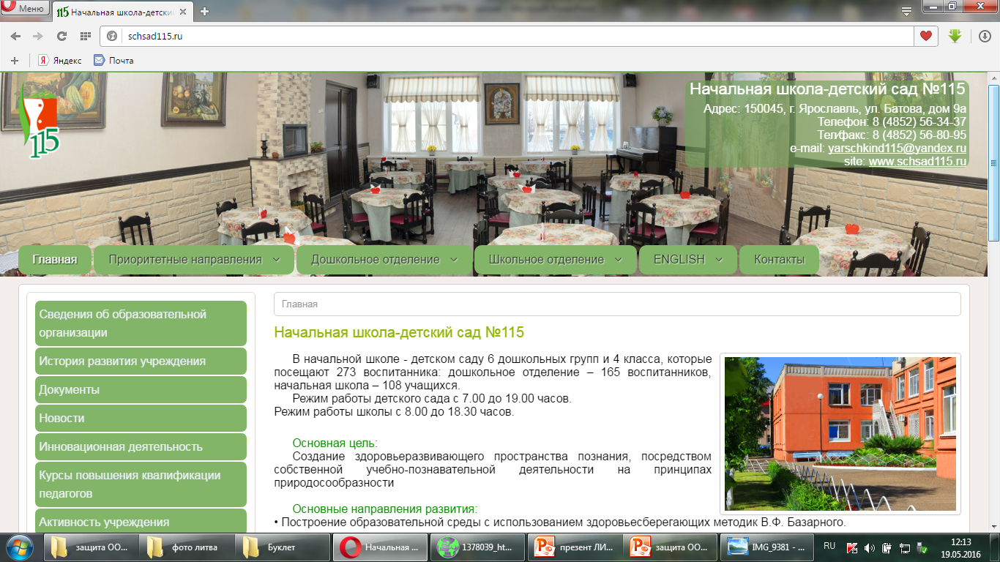 Меню
Начальная школа-детски
schsad115.ru
Яндекс
Почта
115
Начальная школа-детский сад №115
Адрес: 150045, г. Ярославль, ул. Батова, дом 9а
Телефон: 8 (4852) 56-34-37
Тел/факс: 8 (4852) 56-80-95
e-mail: yarschkind115@yandex.ru
site: www.schsad115.ru
Главная
Приоритетные направления
Дошкольное отделение
Школьное отделение
ENGLISH
Контакты
Сведения об образовательной
организации
История развития учреждения
Документы
Новости
Инновационная деятельность
Курсы повышения квалификации
педагогов
Активность учреждения
Главная
Начальная школа-детский сад №115
В начальной школе - детском саду 6 дошкольных групп и 4 класса, которые
посещают 273 воспитанника: дошкольное отделение – 165 воспитанников,
начальная школа – 108 учащихся.
Режим работы детского сада с 7.00 до 19.00 часов.
Режим работы школы с 8.00 до 18.30 часов.
Основная цель:
Создание здоровьеразвивающего пространства познания, посредством
собственной учебно-познавательной деятельности на принципах
природосообразности
Основные направления развития:
• Построение образовательной среды с использованием здоровьесберегающих методик В.Ф. Базарного.
защита ОО...
фото литва
Буклет
Начальная ...
1378039_ht...
презент ЛИ...
защита ОО...
IMG_9381 - ...
RU
12:13
19.05.2016